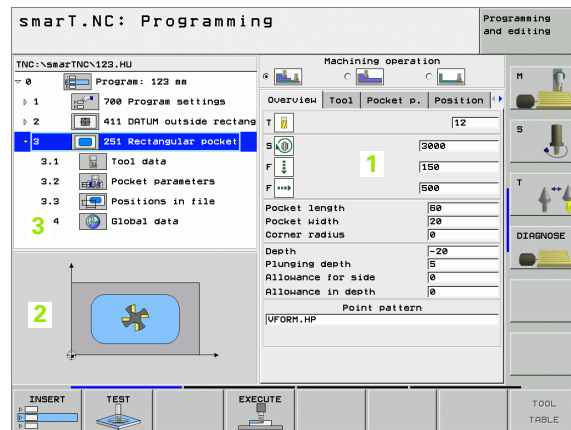 smarT.NC: Programming
Programming
and editing
TNC:\smarTNC\123.HU
0 Program: 123 mm
1 700 Program settings
2 411 DATUM outside rectang
3 251 Rectangular pocket
3.1 Tool data
3.2 Pocket parameters
3.3 Positions in file
4 Global data
3
2
Machining operation
Overview Tool Pocket p. Position
T 12
S 3000
F 150
F 500
1
Pocket length 60
Pocket width 20
Corner radius 0
Depth -20
Plunging depth 5
Allowance for side 0
Allowance in depth 0
Point pattern
VFORM.HP
M
S
T
DIAGNOSE
INSERT
TEST
EXECUTE
TOOL
TABLE